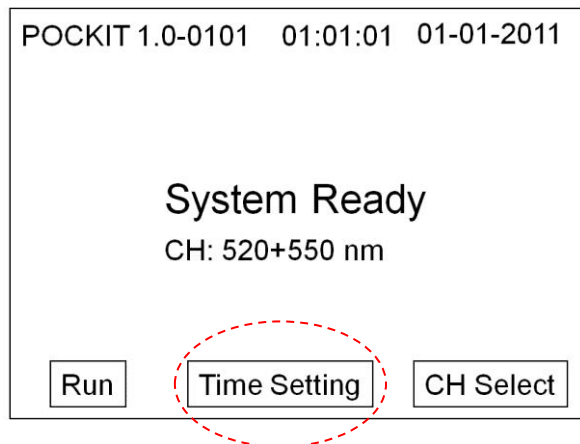 POCKIT 1.0-0101 01:01:01 01-01-2011
System Ready
CH: 520+550 nm
Run Time Setting CH Select